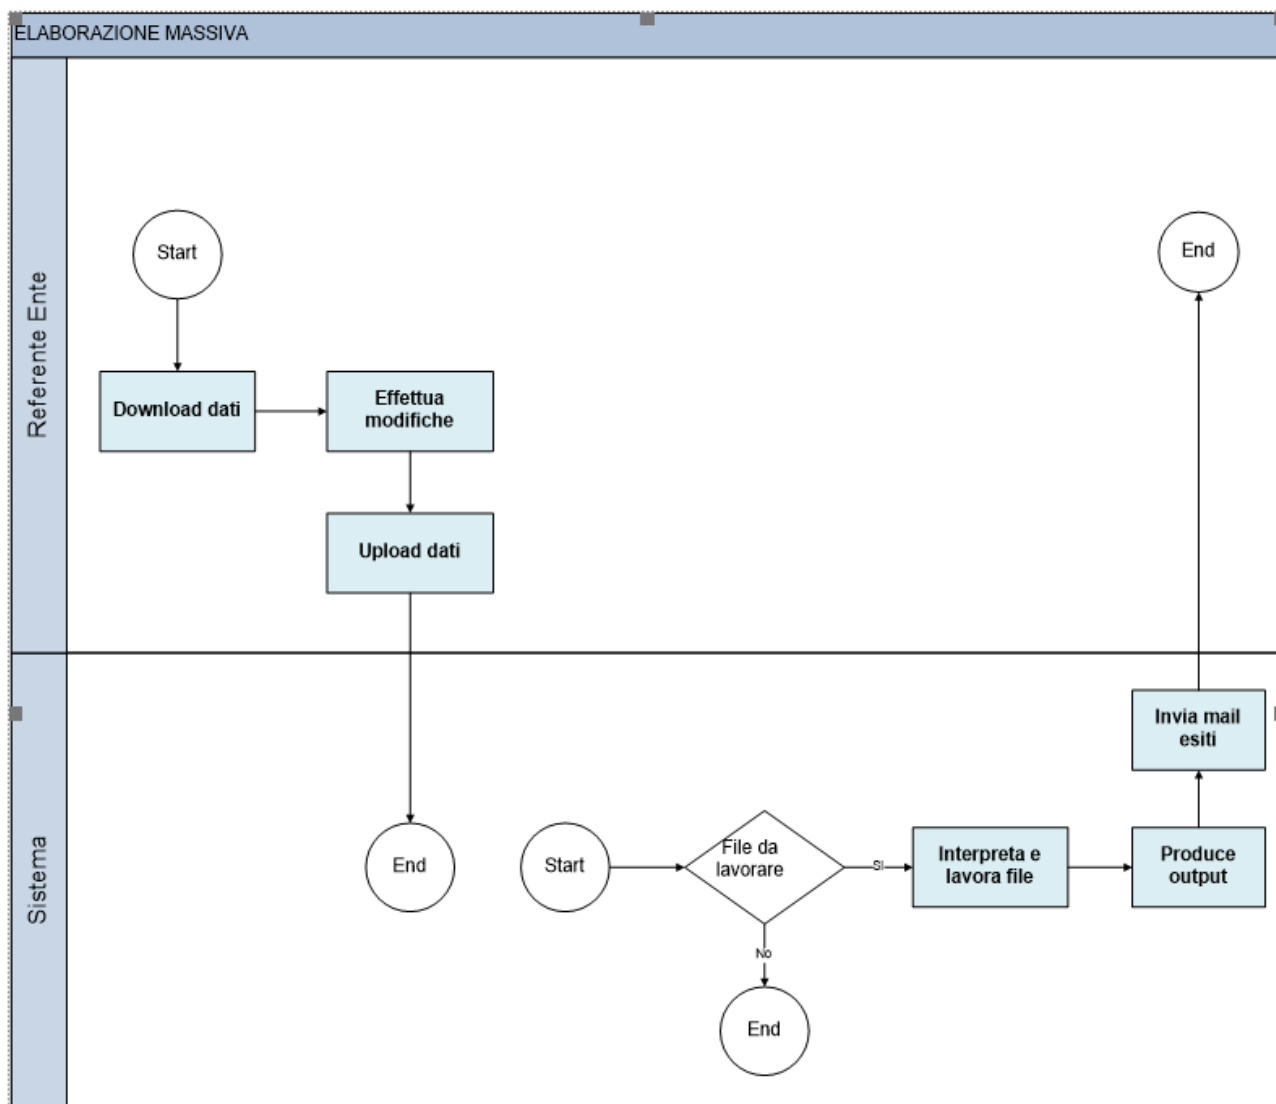 ELABORAZIONE MASSIVA
Referente Ente
Start
End
Download dati
Effettua
modifiche
Upload dati
Sistema
Invia mail
esiti
End
Start
File da
lavorare
SI
Interpreta e
lavora file
Produce
output
No
End